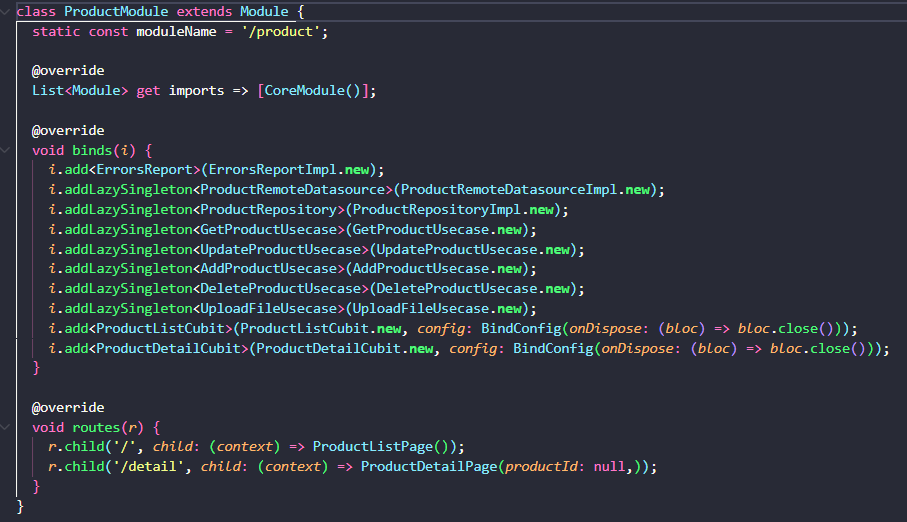 class ProductModule extends Module {
  static const moduleName = '/product';

  @override
  List<Module> get imports => [CoreModule()];

  @override
  void binds(i) {
    i.add<ErrorsReport>(ErrorsReportImpl.new);
    i.addLazySingleton<ProductRemoteDatasource>(ProductRemoteDatasourceImpl.new);
    i.addLazySingleton<ProductRepository>(ProductRepositoryImpl.new);
    i.addLazySingleton<GetProductUsecase>(GetProductUsecase.new);
    i.addLazySingleton<UpdateProductUsecase>(UpdateProductUsecase.new);
    i.addLazySingleton<AddProductUsecase>(AddProductUsecase.new);
    i.addLazySingleton<DeleteProductUsecase>(DeleteProductUsecase.new);
    i.addLazySingleton<UploadFileUsecase>(UploadFileUsecase.new);
    i.add<ProductListCubit>(ProductListCubit.new, config: BindConfig(onDispose: (bloc) => bloc.close()));
    i.add<ProductDetailCubit>(ProductDetailCubit.new, config: BindConfig(onDispose: (bloc) => bloc.close()));
  }

  @override
  void routes(r) {
    r.child('/', child: (context) => ProductListPage());
    r.child('/detail', child: (context) => ProductDetailPage(productId: null,));
  }
}